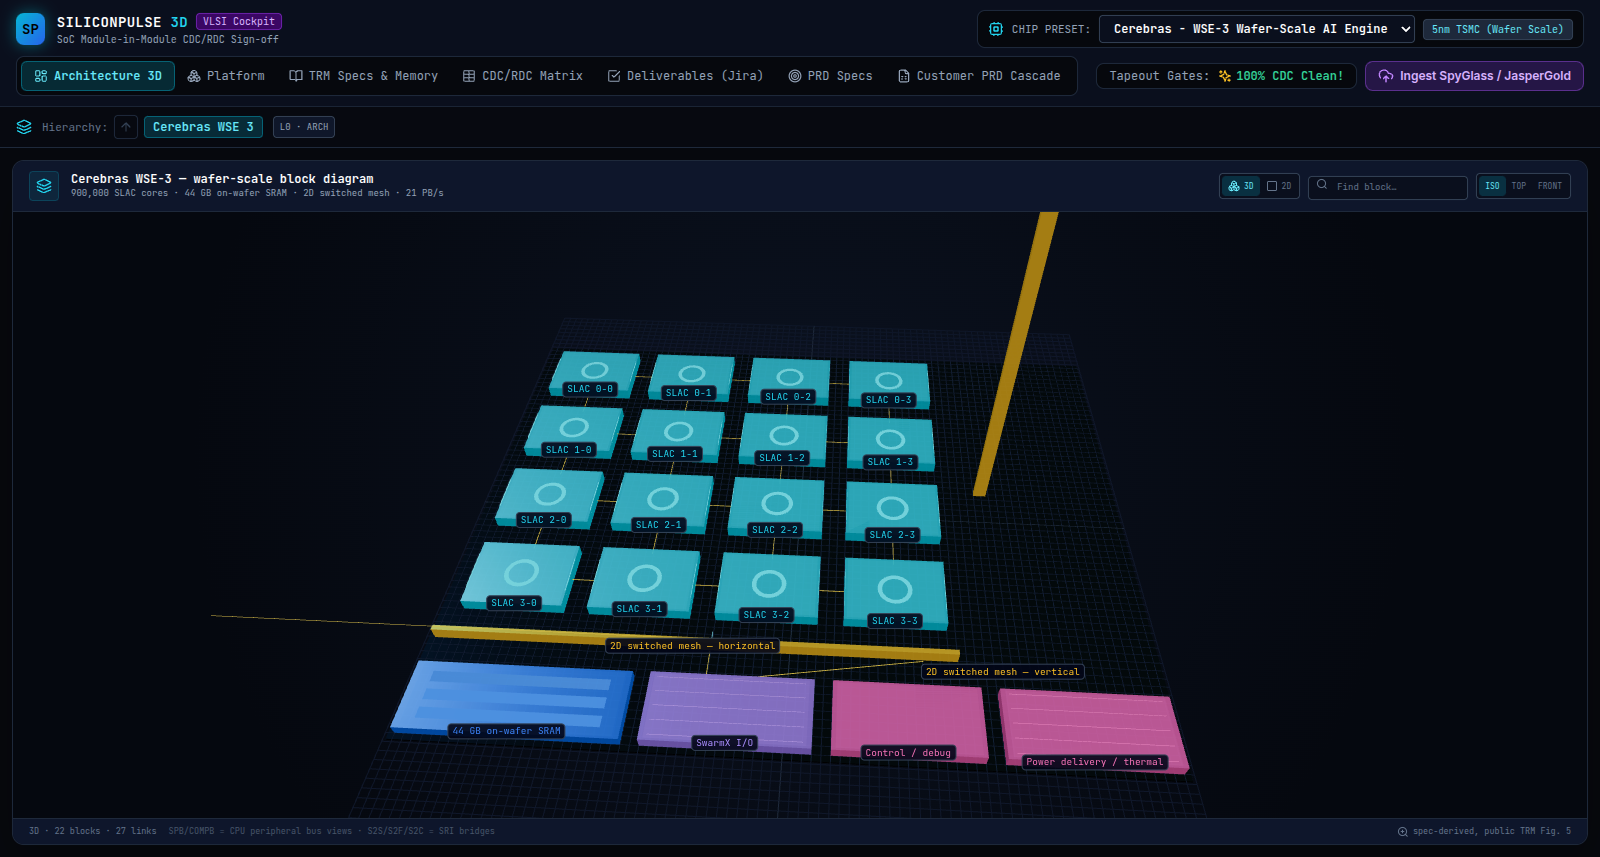 SP
SILICONPULSE 3D
VLSI Cockpit
SoC Module-in-Module CDC/RDC Sign-off
CHIP PRESET:
Cerebras - WSE-3 Wafer-Scale AI Engine
5nm TSMC (Wafer Scale)
Architecture 3D
Platform
TRM Specs & Memory
CDC/RDC Matrix
Deliverables (Jira)
PRD Specs
Customer PRD Cascade
Tapeout Gates: 100% CDC Clean!
Ingest SpyGlass / JasperGold
Hierarchy:
Cerebras WSE 3
L0 · ARCH
Cerebras WSE-3 — wafer-scale block diagram
900,000 SLAC cores · 44 GB on-wafer SRAM · 2D switched mesh · 21 PB/s
3D
2D
Find block…
ISO
TOP
FRONT
SLAC 0-0
SLAC 0-1
SLAC 0-2
SLAC 0-3
SLAC 1-0
SLAC 1-1
SLAC 1-2
SLAC 1-3
SLAC 2-0
SLAC 2-1
SLAC 2-2
SLAC 2-3
SLAC 3-0
SLAC 3-1
SLAC 3-2
SLAC 3-3
2D switched mesh — horizontal
2D switched mesh — vertical
44 GB on-wafer SRAM
SwarmX I/O
Control / debug
Power delivery / thermal
3D · 22 blocks · 27 links
SPB/COMPB = CPU peripheral bus views · S2S/S2F/S2C = SRI bridges
spec-derived, public TRM Fig. 5